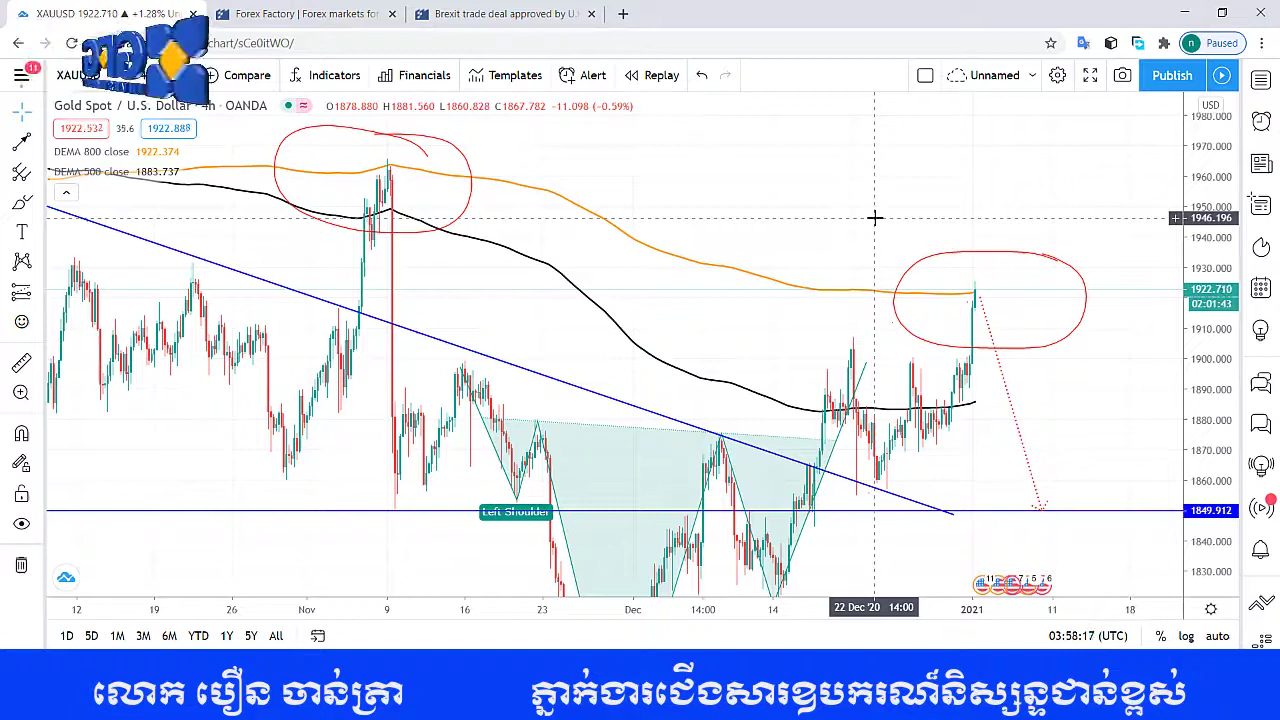 XAUUSD 1922.710 ▲ +1.28% Un
Forex Factory | Forex markets for
Brexit trade deal approved by U.
chart/sCe0itWO/
Paused
11
XAUUS
Compare
Indicators
Financials
Templates
Alert
Replay
Unnamed
Publish
Gold Spot / U.S. Dollar · 4h · OANDA
O1878.880 H1881.560 L1860.828 C1867.782 -11.098 (-0.59%)
USD
1922.532 35.6 1922.888
DEMA 800 close 1922.374
DEMA 500 close 1883.737
1980.000
1970.000
1960.000
1950.000
1946.196
1940.000
1930.000
1922.710
02:01:43
1910.000
1900.000
1890.000
1880.000
1870.000
1860.000
1849.912
1840.000
1830.000
Left Shoulder
12 19 26 Nov 9 16 23 Dec 14:00 14 22 Dec '20 14:00 2021 11 18
1D 5D 1M 3M 6M YTD 1Y 5Y All
03:58:17 (UTC) % log auto
លោក បឿន ចាន់ត្រា
ភ្នាក់ងារជើងសារឧបករណ៍និស្សន្ទជាន់ខ្ពស់